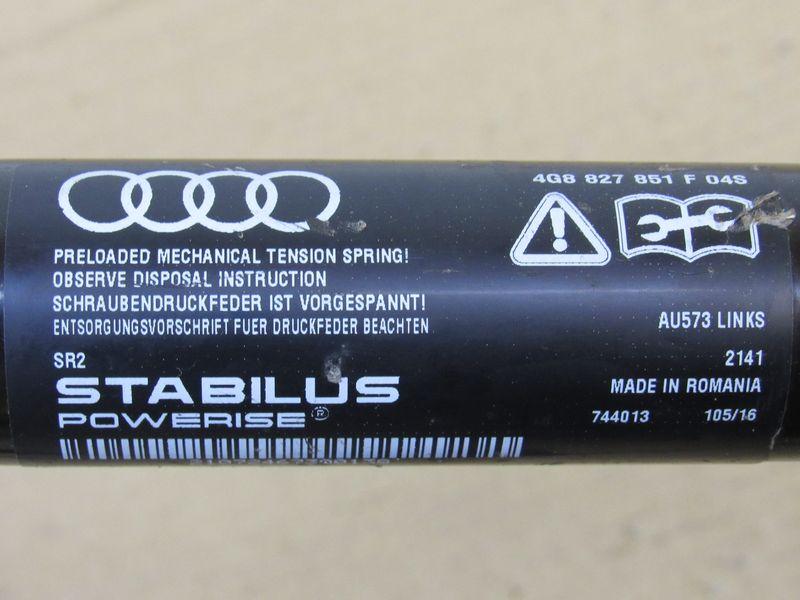 4G8 827 851 F 04S
PRELOADED MECHANICAL TENSION SPRING!
OBSERVE DISPOSAL INSTRUCTION
SCHRAUBENDRUCKFEDER IST VORGESPANNT!
ENTSORGUNGSVORSCHRIFT FUER DRUCKFEDER BEACHTEN
AU573 LINKS
SR2
2141
STABILUS
MADE IN ROMANIA
POWERISE®
744013 105/16